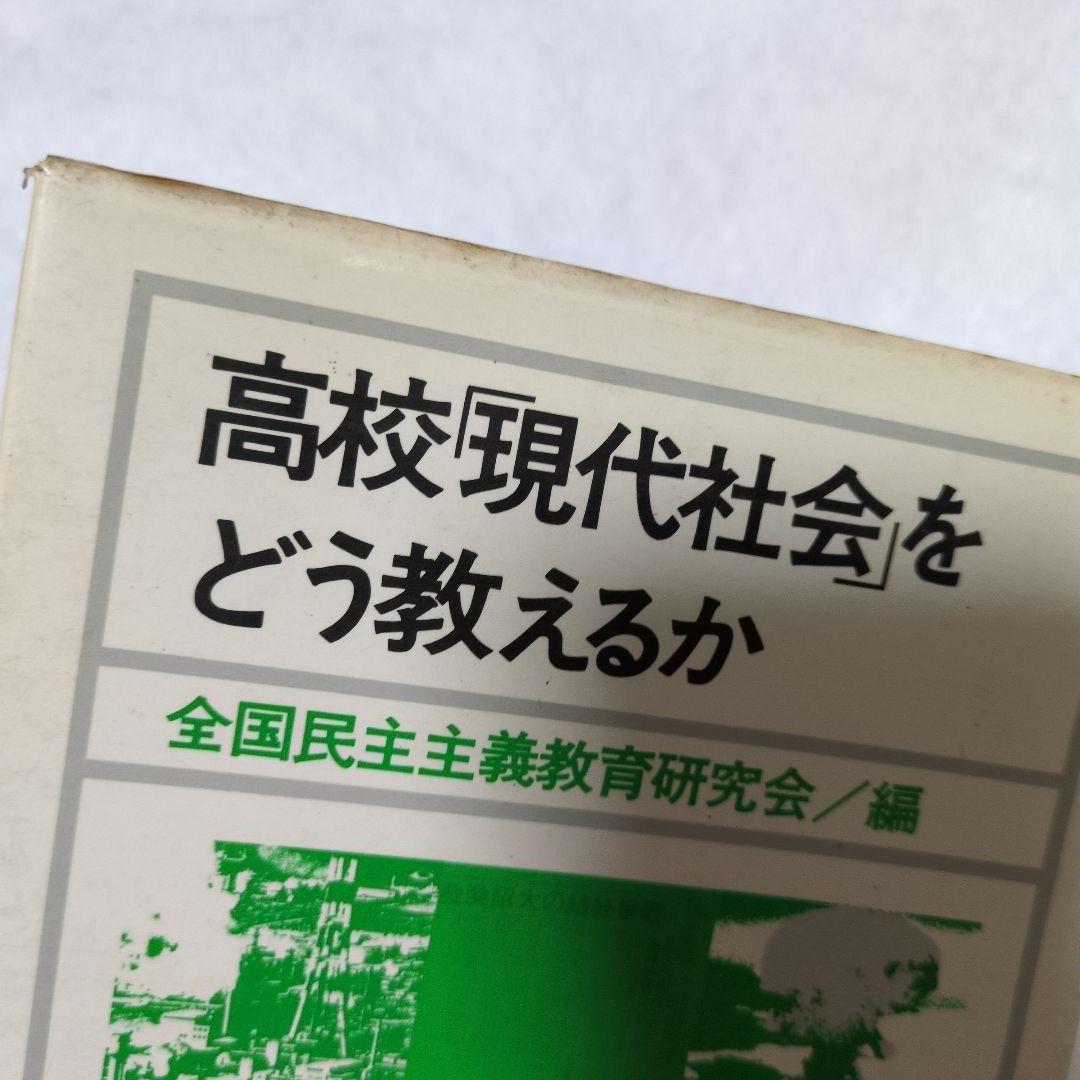 高校「現代社会」を
どう教えるか
全国民主主義教育研究会／編